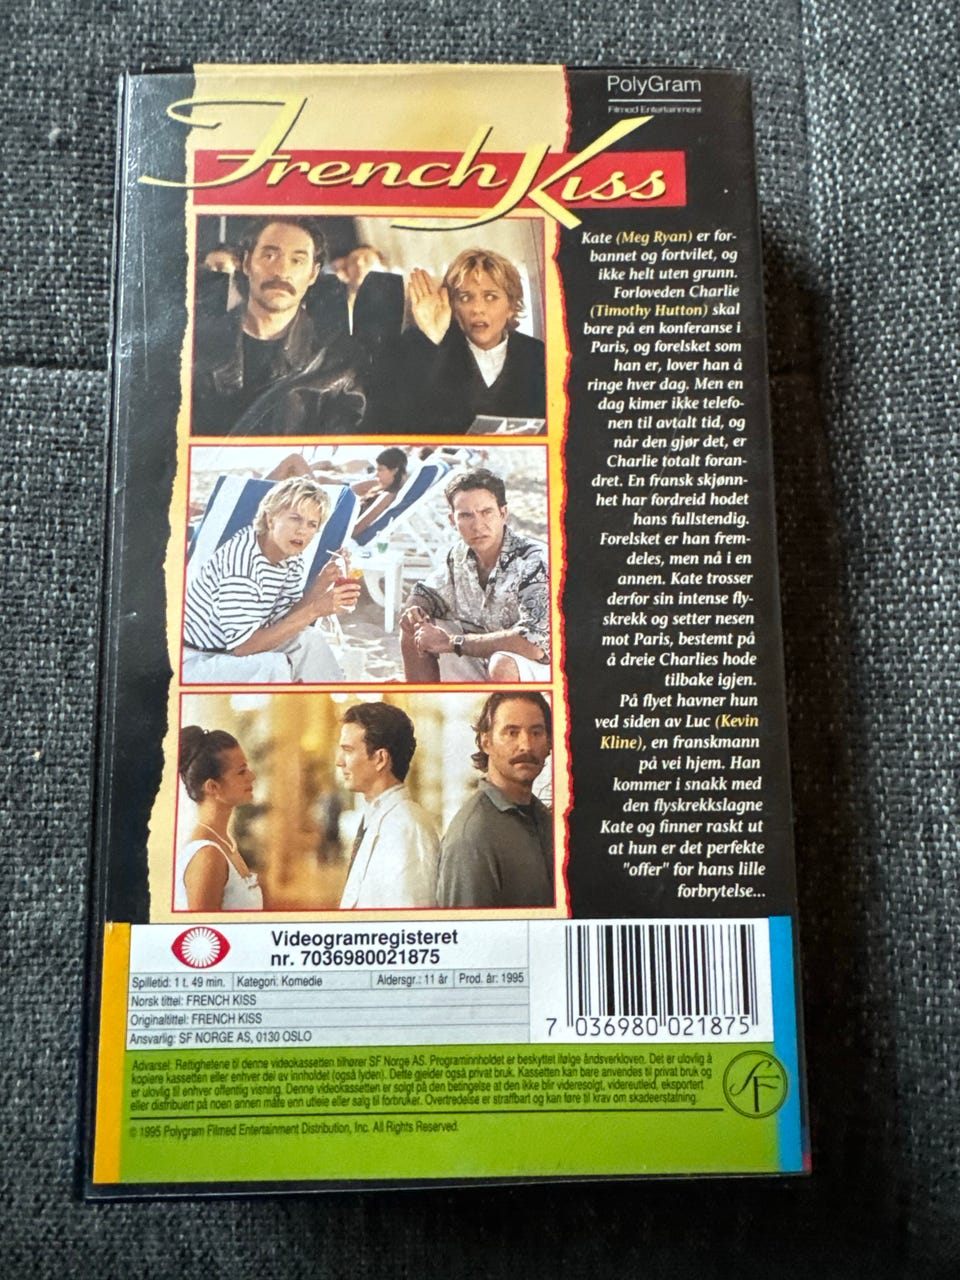 PolyGram
Filmed Entertainment
French Kiss
Kate (Meg Ryan) er for-
bannet og fortvilet, og
ikke helt uten grunn.
Forloveden Charlie
(Timothy Hutton) skal
bare på en konferanse i
Paris, og forelsket som
han er, lover han å
ringe hver dag. Men en
dag kimer ikke telefo-
nen til avtalt tid, og
når den gjør det, er
Charlie totalt foran-
dret. En fransk skjønn-
het har fordreid hodet
hans fullstendig.
Forelsket er han frem-
deles, men nå i en
annen. Kate trosser
derfor sin intense fly-
skrekk og setter nesen
mot Paris, bestemt på
å dreie Charlies hode
tilbake igjen.
På flyet havner hun
ved siden av Luc (Kevin
Kline), en franskmann
på vei hjem. Han
kommer i snakk med
den flyskrekkslagne
Kate og finner raskt ut
at hun er det perfekte
"offer" for hans lille
forbrytelse...
Videogramregisteret
nr. 7036980021875
Spilletid: 1 t. 49 min. Kategori: Komedie Aldersgr.: 11 år Prod. år: 1995
Norsk tittel: FRENCH KISS
Originaltittel: FRENCH KISS
Ansvarlig: SF NORGE AS, 0130 OSLO
7 036980 021875
Advarsel: Rettighetene til denne videokassetten tilhører SF Norge AS. Programinnholdet er beskyttet ifølge åndsverkloven. Det er ulovlig å
kopiere kassetten eller enhver del av innholdet (også lyden). Dette gjelder også privat bruk. Kassetten kan bare anvendes til privat bruk og
er ulovlig til enhver offentlig visning. Denne videokassetten er solgt på den betingelse at den ikke blir videresolgt, videreutleid, eksportert
eller distribuert på noen annen måte enn utleie eller salg til forbruker. Overtredelse er straffbart og kan føre til krav om skadeerstatning.
SF
© 1995 Polygram Filmed Entertainment Distribution, Inc. All Rights Reserved.